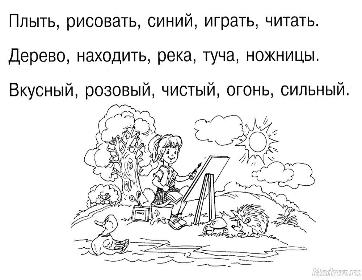 Плыть, рисовать, синий, играть, читать.
Дерево, находить, река, туча, ножницы.
Вкусный, розовый, чистый, огонь, сильный.